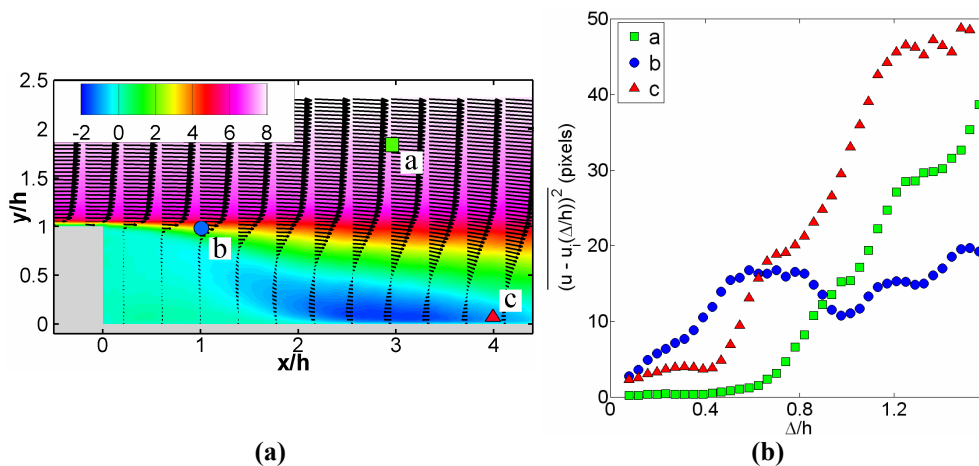 2.5
2
1.5
1
0.5
0
y/h
-2 0 2 4 6 8
a
b
c
0 1 2 3 4
x/h
(a)
50
40
30
20
10
0
(u - u_i(Δ/h))² (pixels)
a
b
c
0 0.4 0.8 1.2
Δ/h
(b)